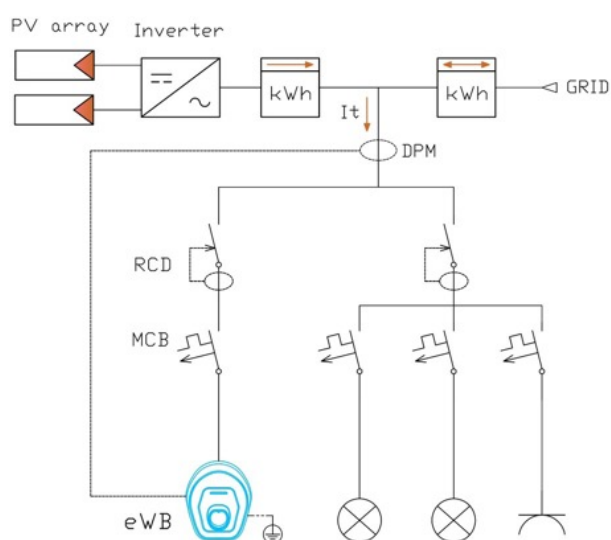 PV array
Inverter
kWh
kWh
GRID
It
DPM
RCD
MCB
eWB